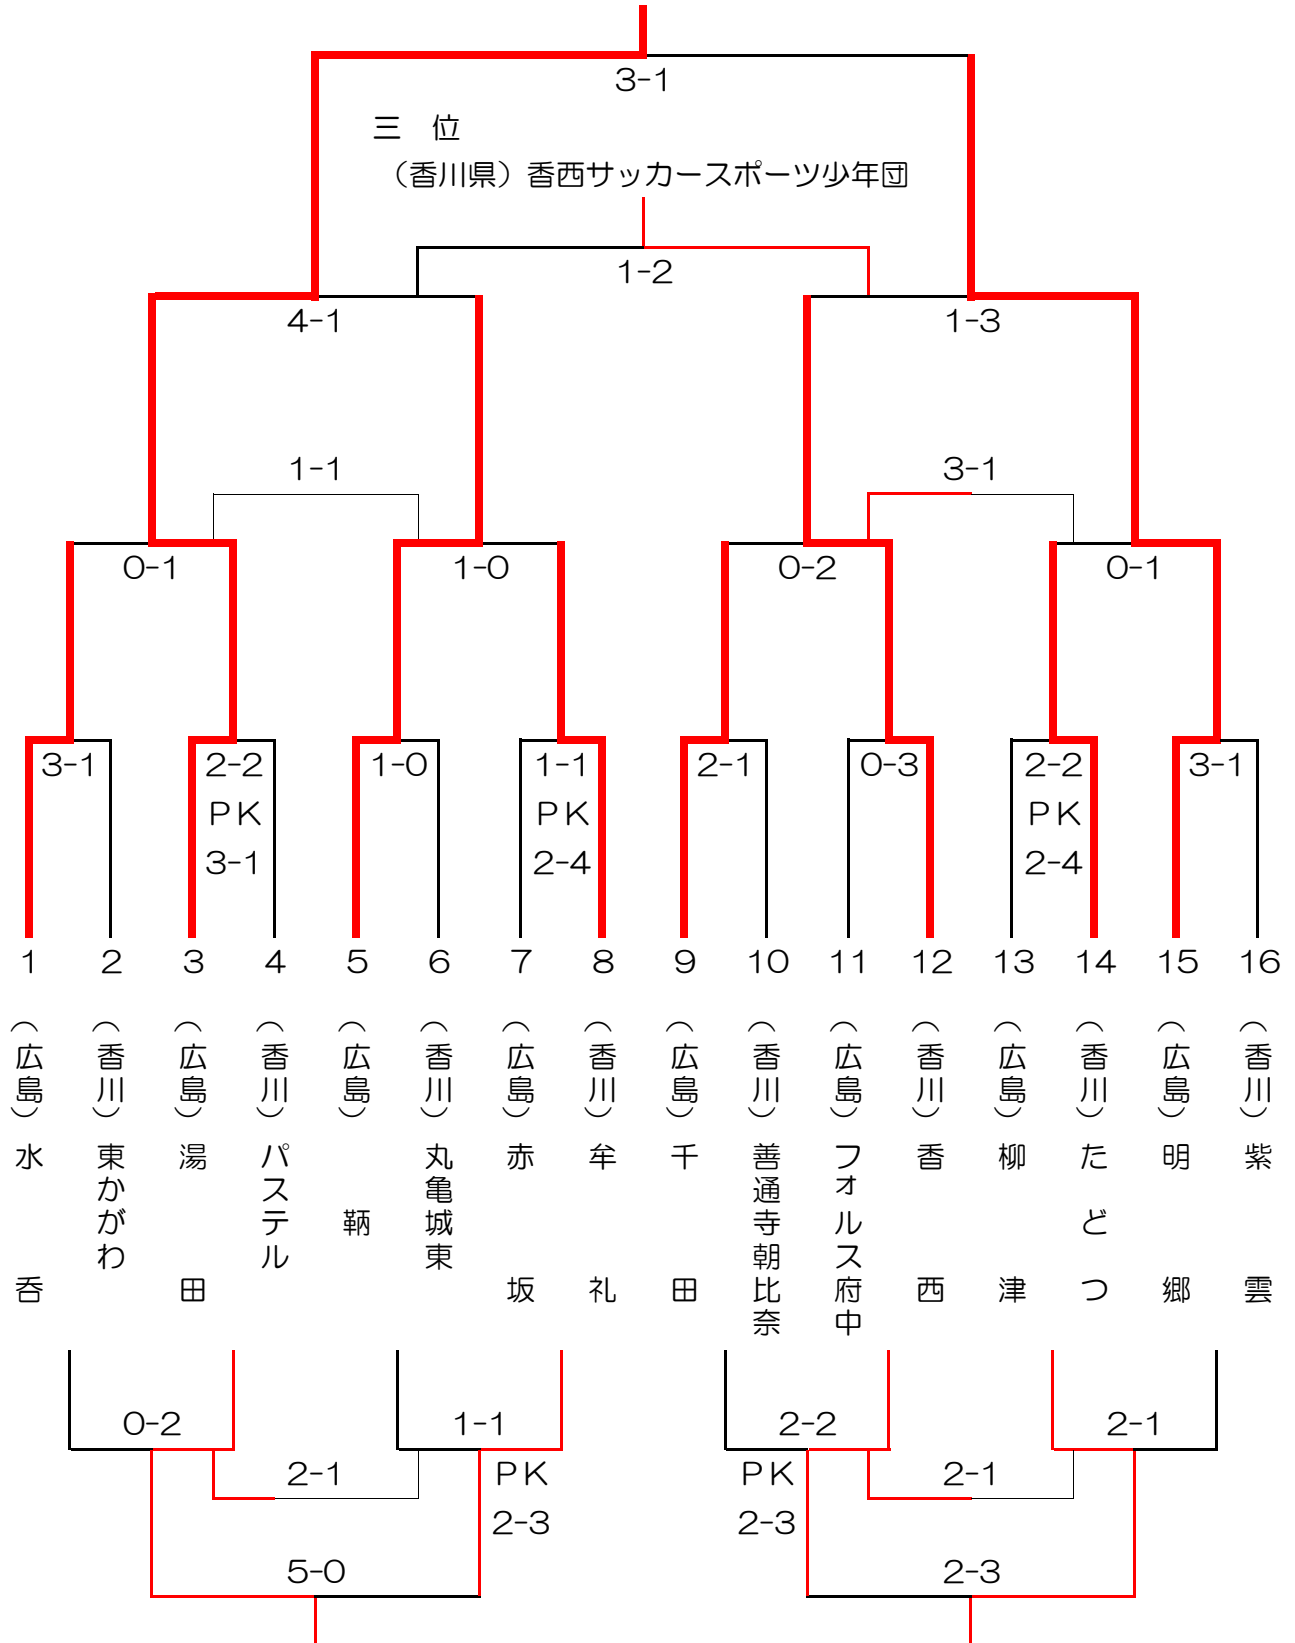 3-1
三　位
（香川県）香西サッカースポーツ少年団
1-2
4-1
1-3
1-1
3-1
0-1
1-0
0-2
0-1
3-1
2-2
PK
3-1
1-0
1-1
PK
2-4
2-1
0-3
2-2
PK
2-4
3-1
1
2
3
4
5
6
7
8
9
10
11
12
13
14
15
16
（広島）水呑
（香川）東かがわ
（広島）湯田
（香川）パステル
（広島）鞆
（香川）丸亀城東
（広島）赤坂
（香川）牟礼
（広島）千田
（香川）善通寺朝比奈
（広島）フォルス府中
（香川）香西
（広島）柳津
（香川）たどつ
（広島）明郷
（香川）紫雲
0-2
1-1
PK
2-3
2-2
PK
2-3
2-1
2-1
2-1
5-0
2-3